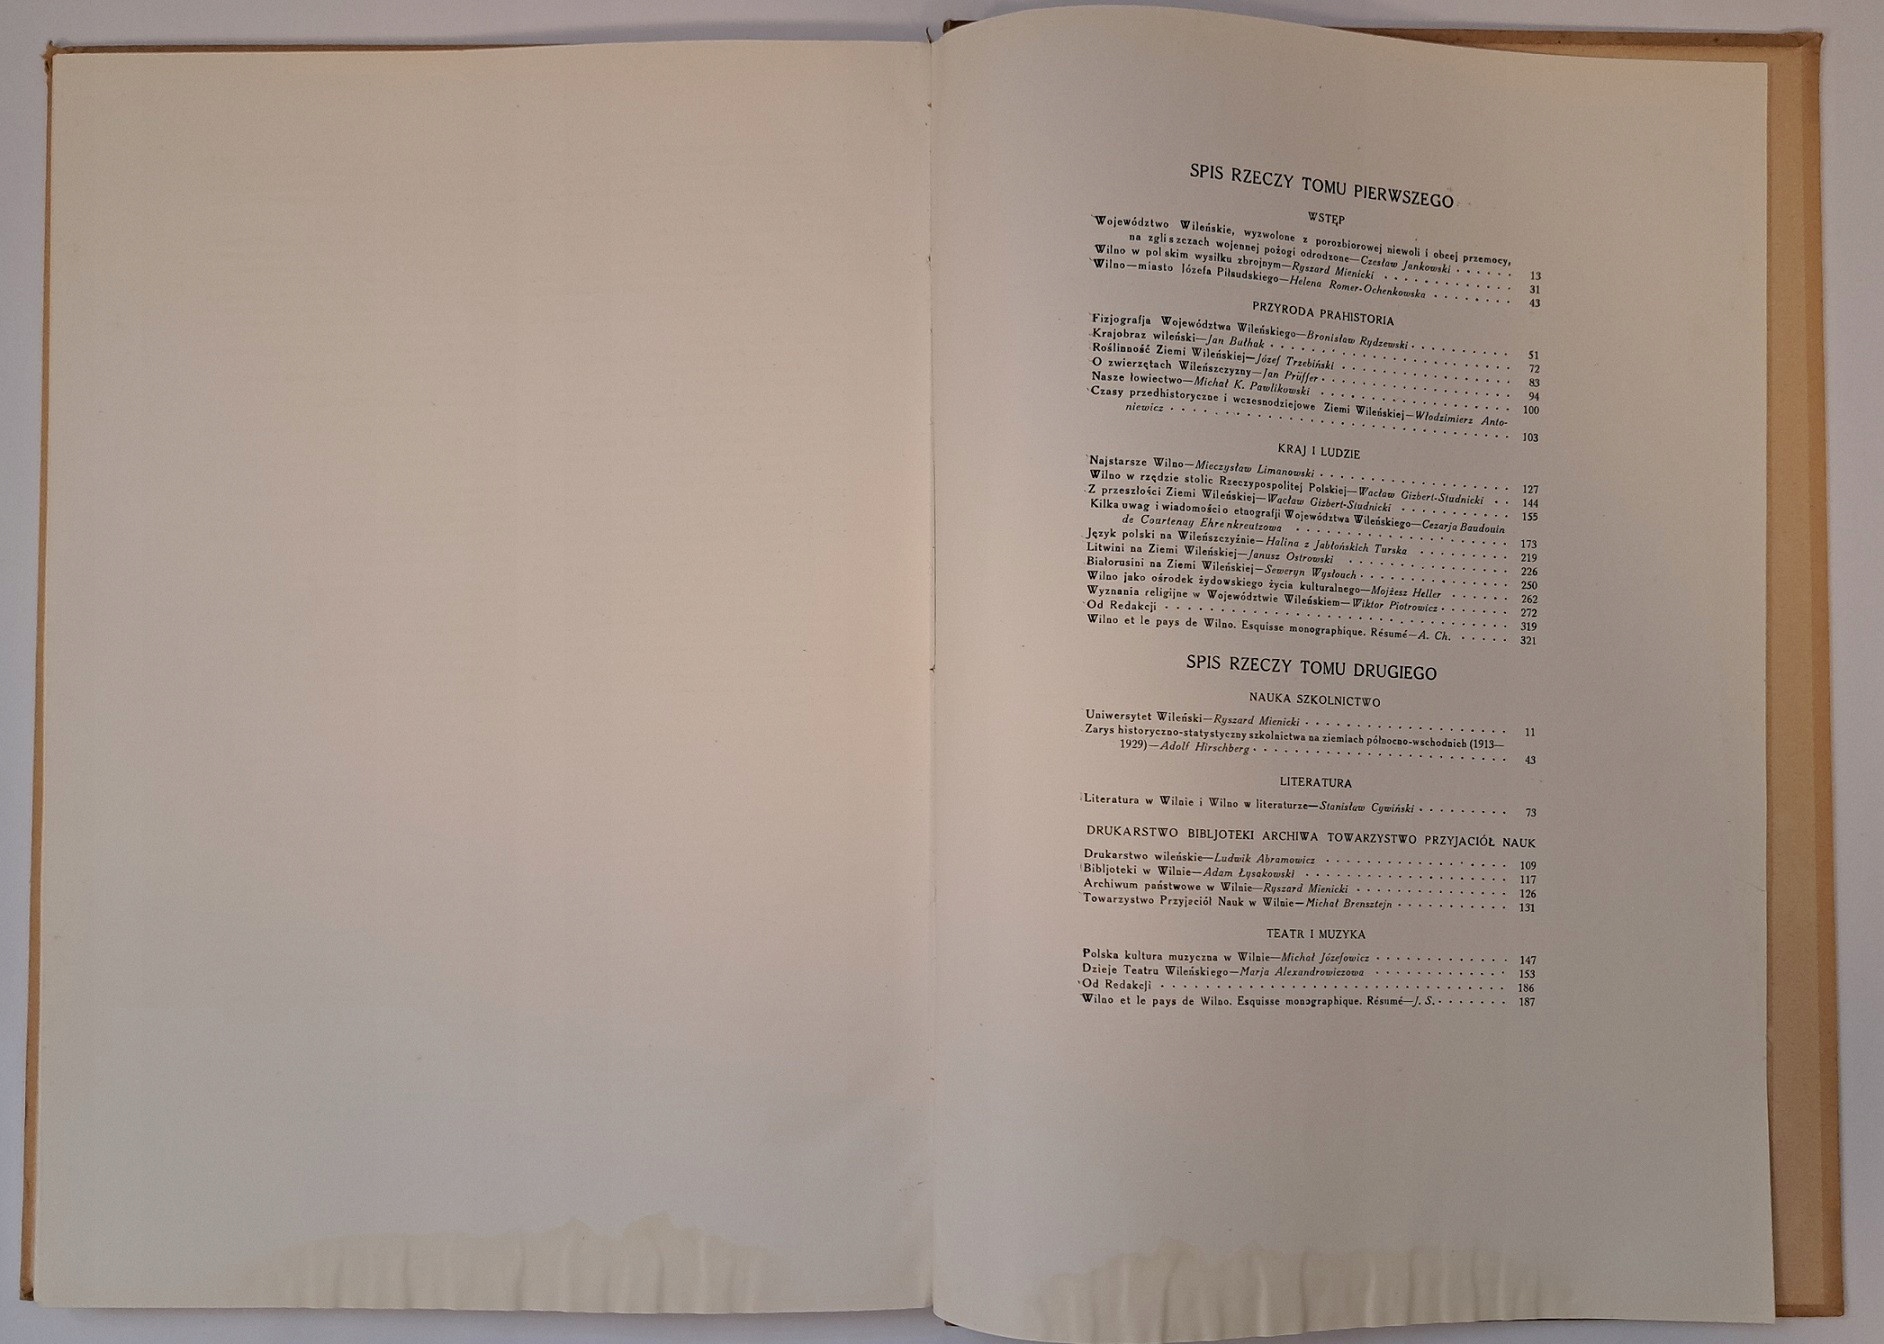 SPIS RZECZY TOMU PIERWSZEGO
WSTĘP
Województwo Wileńskie, wyzwolone z porozbiorowej niewoli i obcej przemocy,
na zgliszczach wojennej pożogi odrodzone—Czesław Jankowski . . . . . . 13
Wilno w polskim wysiłku zbrojnym—Ryszard Mienicki . . . . . . . . . . . . 31
Wilno—miasto Józefa Piłsudskiego—Helena Romer-Ochenkowska . . . . . . . . 43
PRZYRODA PRAHISTORIA
Fizjografja Województwa Wileńskiego—Bronisław Rydzewski . . . . . . . . . . 51
Krajobraz wileński—Jan Bułhak . . . . . . . . . . . . . . . . . . . . 72
Roślinność Ziemi Wileńskiej—Józef Trzebiński . . . . . . . . . . . . . . . 83
O zwierzętach Wileńszczyzny—Jan Prüffer . . . . . . . . . . . . . . . . 94
Nasze łowiectwo—Michał K. Pawlikowski . . . . . . . . . . . . . . . . . 100
Czasy przedhistoryczne i wczesnodziejowe Ziemi Wileńskiej—Włodzimierz Anto-
niewicz . . . . . . . . . . . . . . . . . . . . . . . . . . . . . . 103
KRAJ I LUDZIE
Najstarsze Wilno—Mieczysław Limanowski . . . . . . . . . . . . . . . . . 127
Wilno w rzędzie stolic Rzeczypospolitej Polskiej—Wacław Gizbert-Studnicki . . 144
Z przeszłości Ziemi Wileńskiej—Wacław Gizbert-Studnicki . . . . . . . . . . 155
Kilka uwag i wiadomości o etnografji Województwa Wileńskiego—Cezarja Baudouin
de Courtenay Ehrenkreutzowa . . . . . . . . . . . . . . . . . . . 173
Język polski na Wileńszczyźnie—Halina z Jabłońskich Turska . . . . . . . . 219
Litwini na Ziemi Wileńskiej—Janusz Ostrowski . . . . . . . . . . . . . . 226
Białorusini na Ziemi Wileńskiej—Seweryn Wysłouch . . . . . . . . . . . . . 250
Wilno jako ośrodek żydowskiego życia kulturalnego—Mojżesz Heller . . . . . . 262
Wyznania religijne w Województwie Wileńskiem—Wiktor Piotrowicz . . . . . . . 272
Od Redakcji . . . . . . . . . . . . . . . . . . . . . . . . . . . . . 319
Wilno et le pays de Wilno. Esquisse monographique. Résumé—A. Ch. . . . . . 321
SPIS RZECZY TOMU DRUGIEGO
NAUKA SZKOLNICTWO
Uniwersytet Wileński—Ryszard Mienicki . . . . . . . . . . . . . . . . . . 11
Zarys historyczno-statystyczny szkolnictwa na ziemiach północno-wschodnich (1913—
1929)—Adolf Hirschberg . . . . . . . . . . . . . . . . . . . . . . . 43
LITERATURA
Literatura w Wilnie i Wilno w literaturze—Stanisław Cywiński . . . . . . . . . 73
DRUKARSTWO BIBLJOTEKI ARCHIWA TOWARZYSTWO PRZYJACIÓŁ NAUK
Drukarstwo wileńskie—Ludwik Abramowicz . . . . . . . . . . . . . . . . 109
Bibljoteki w Wilnie—Adam Łysakowski . . . . . . . . . . . . . . . . . . 117
Archiwum państwowe w Wilnie—Ryszard Mienicki . . . . . . . . . . . . . 126
Towarzystwo Przyjaciół Nauk w Wilnie—Michał Brensztejn . . . . . . . . . . 131
TEATR I MUZYKA
Polska kultura muzyczna w Wilnie—Michał Józefowicz . . . . . . . . . . . . 147
Dzieje Teatru Wileńskiego—Marja Alexandrowiczowa . . . . . . . . . . . . 153
Od Redakcji . . . . . . . . . . . . . . . . . . . . . . . . . . . . . 186
Wilno et le pays de Wilno. Esquisse monographique. Résumé—J. S. . . . . . . . 187